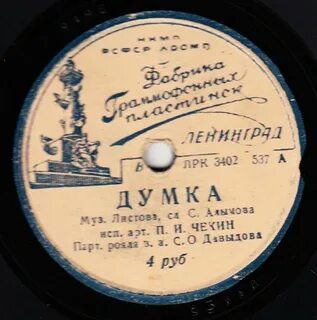 НКМП
РСФСР ЛОСМП
Фабрика
Граммофонных
пластинок
ЛЕНИНГРАД
В ЛРК 3402 537 А
ДУМКА
Муз. Листова, сл С. Алымова
исп. арт. П. И. ЧЕКИН
Парт. рояля в. а. С. О Давыдова
4 руб